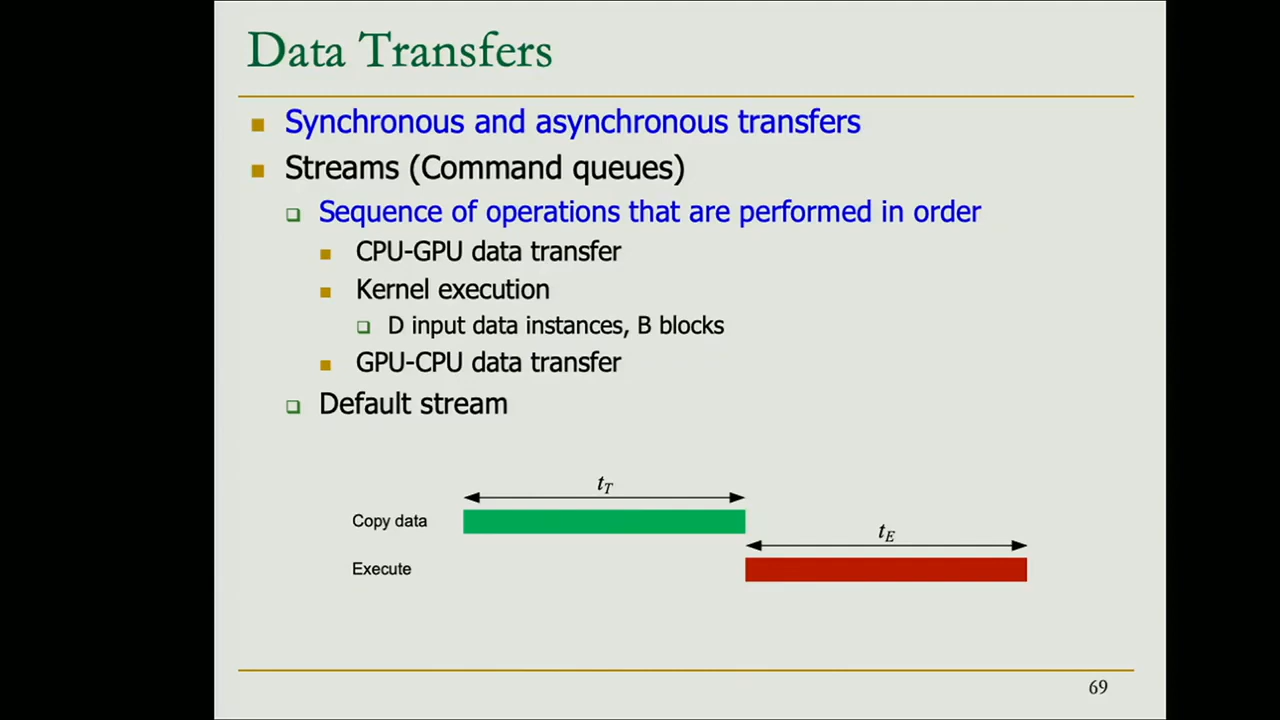 Data Transfers
Synchronous and asynchronous transfers
Streams (Command queues)
Sequence of operations that are performed in order
CPU-GPU data transfer
Kernel execution
D input data instances, B blocks
GPU-CPU data transfer
Default stream
tT
Copy data
tE
Execute
69